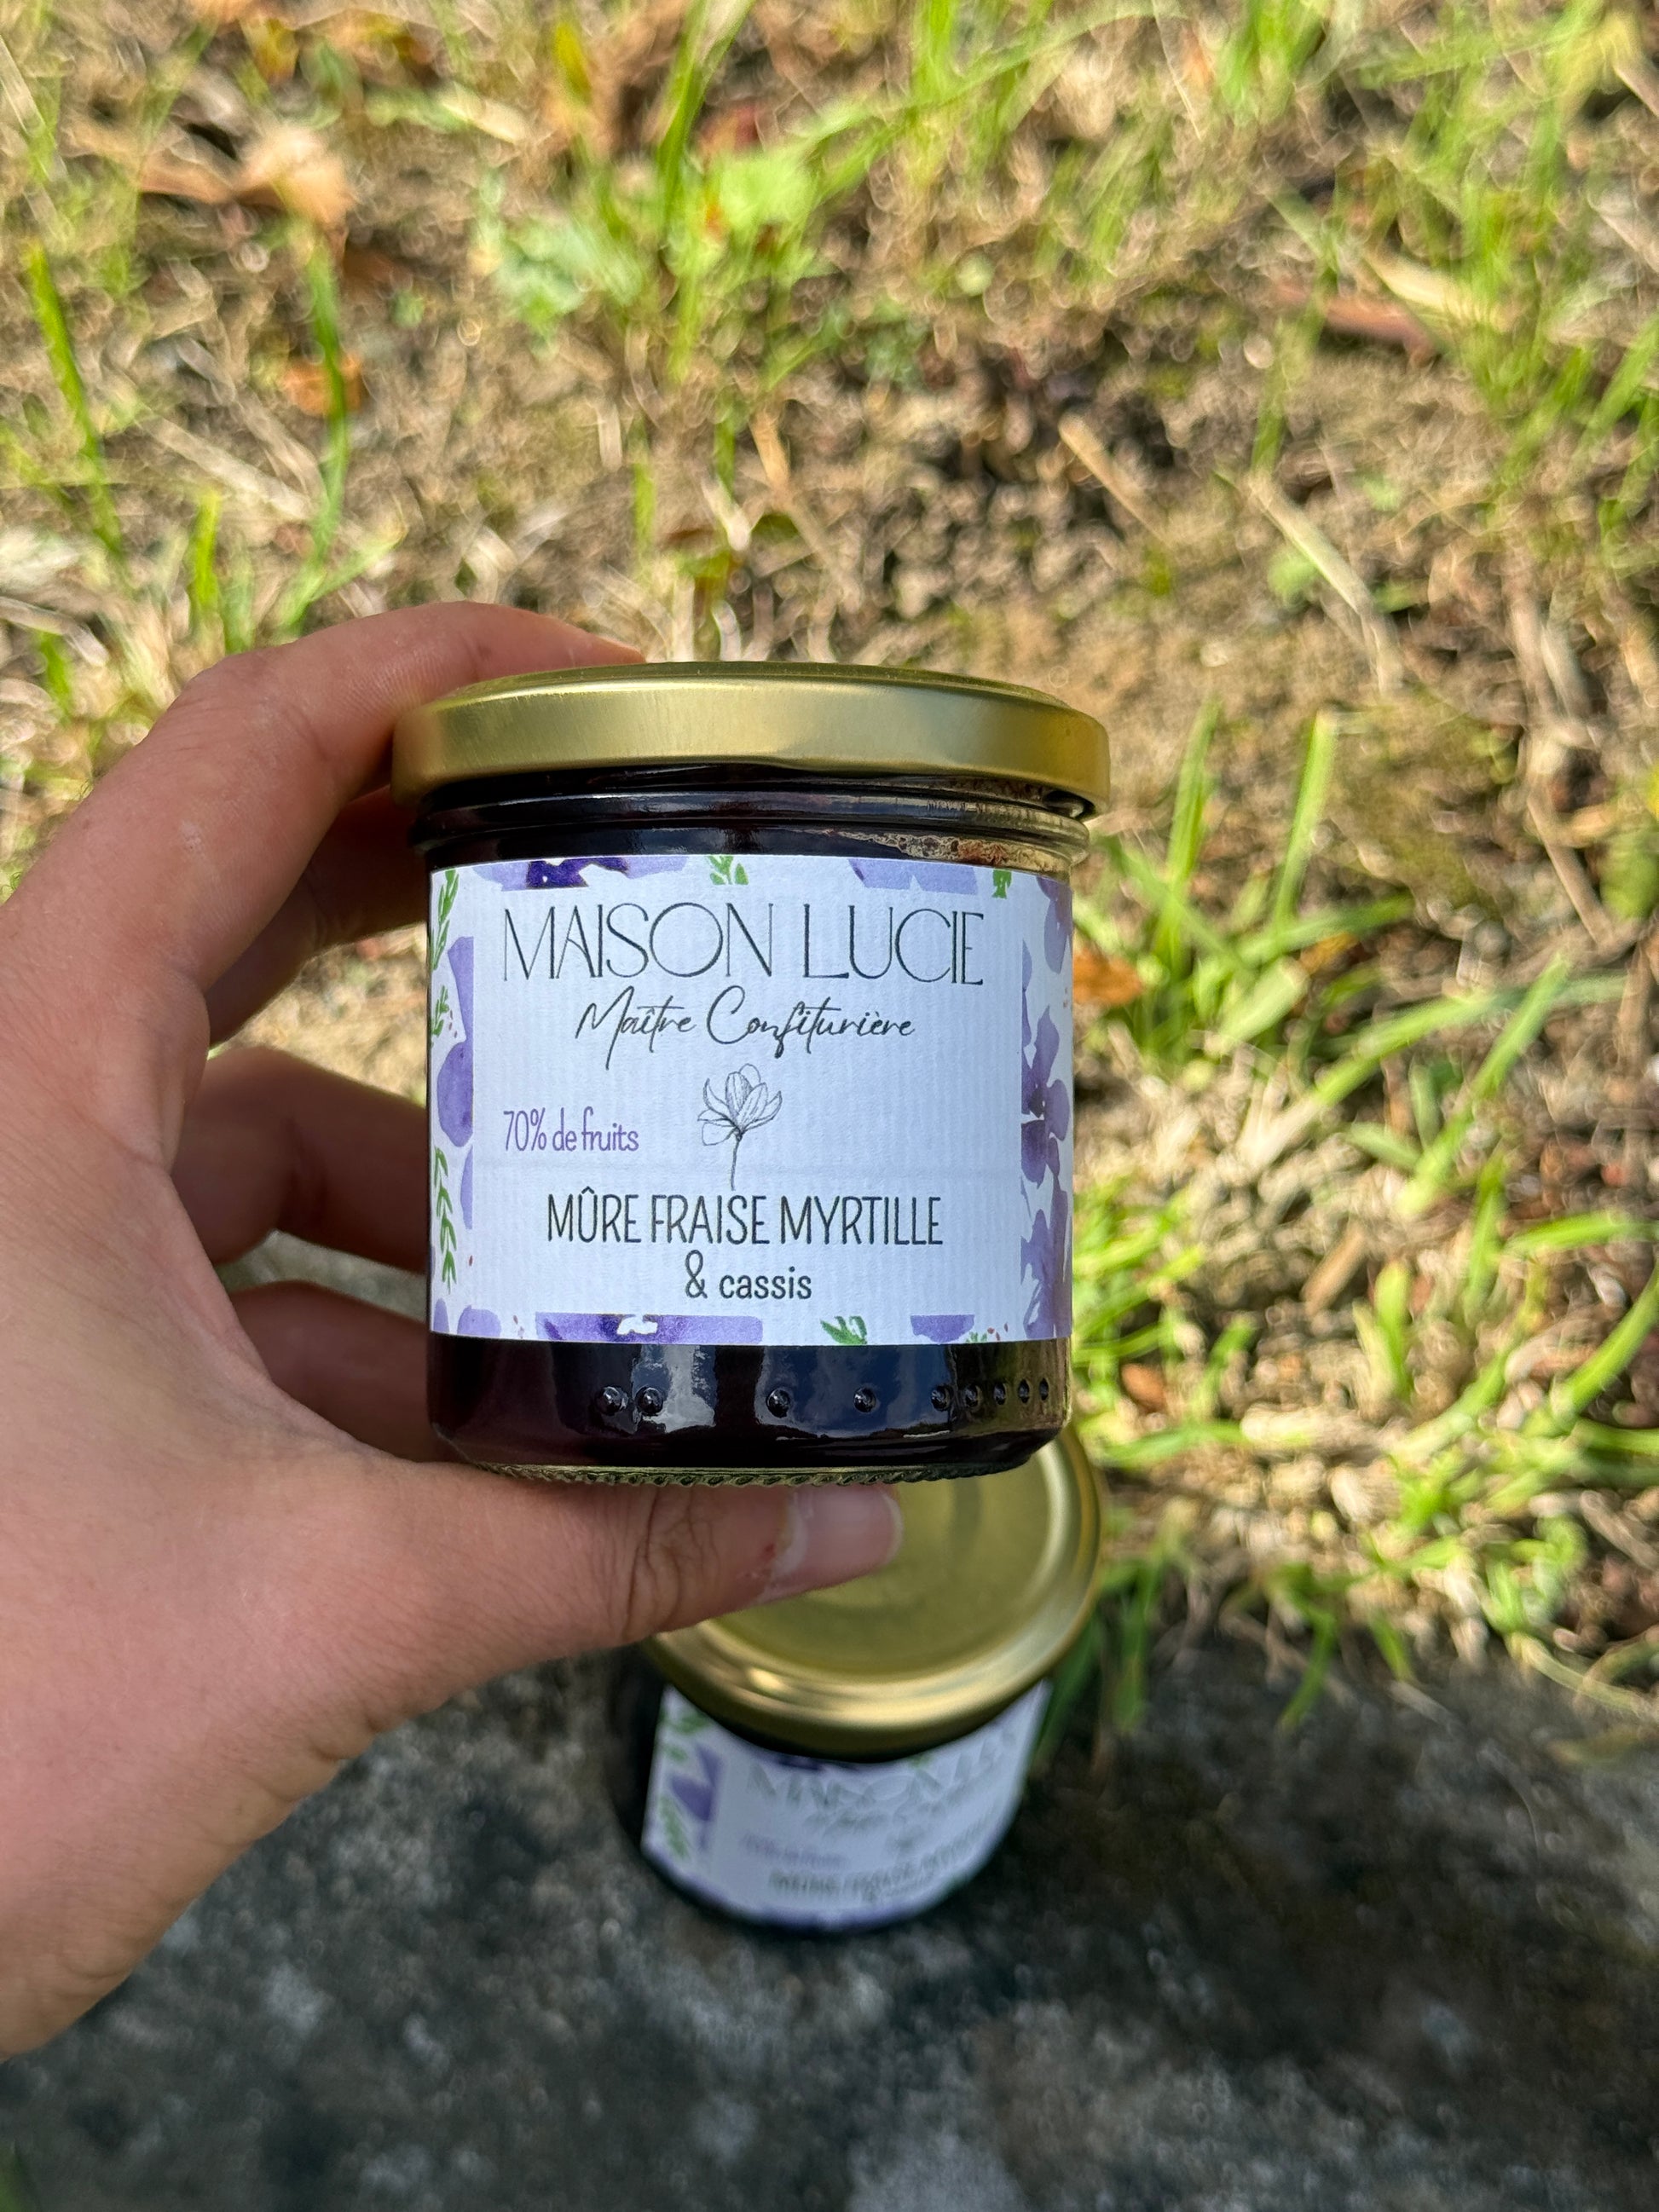 MAISON LUCIE
Maître Confiturière
70% de fruits
MÛRE FRAISE MYRTILLE
& cassis